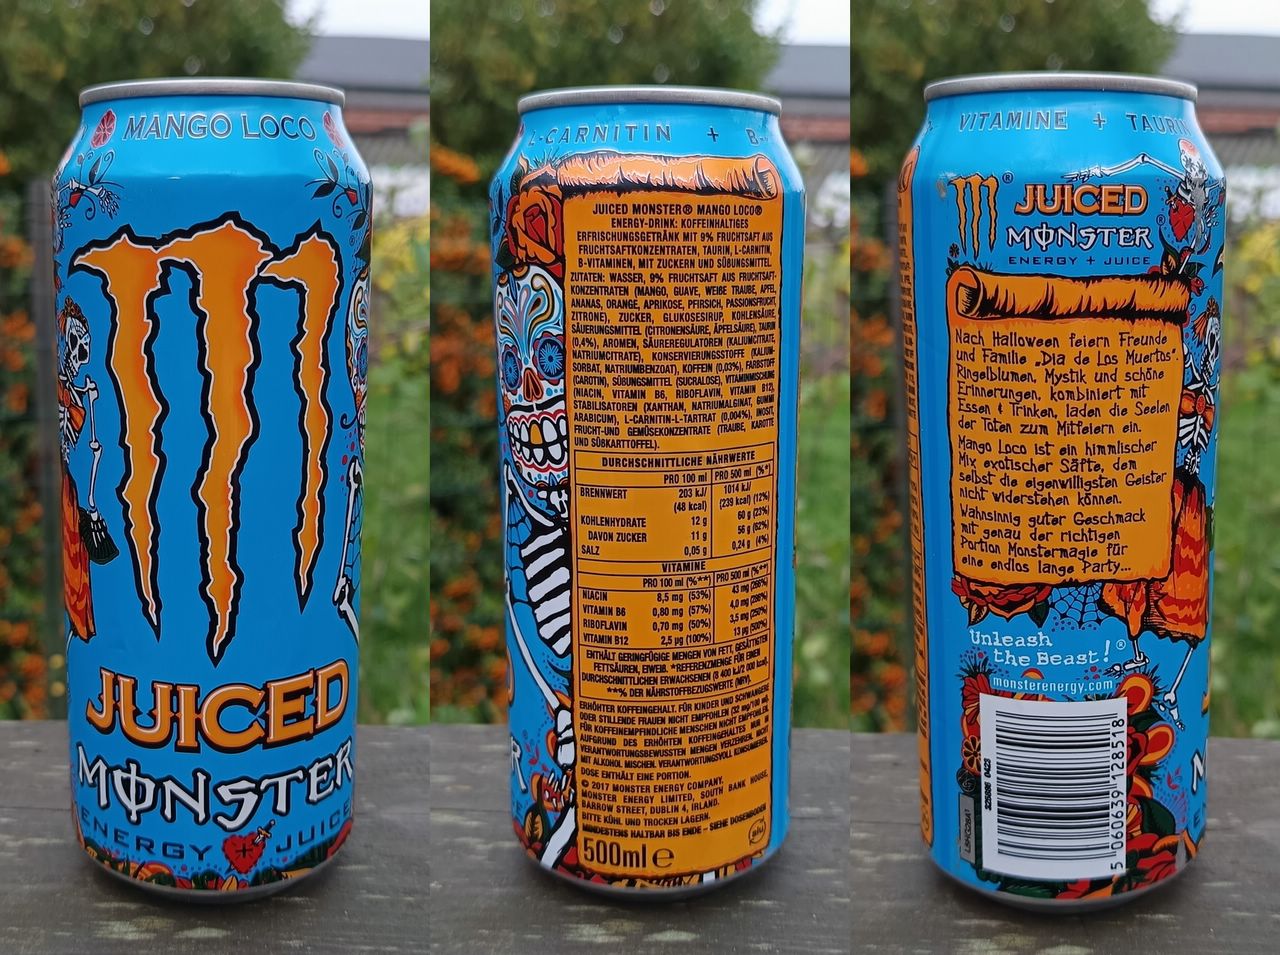 MANGO LOCO
JUICED
MONSTER
ENERGY JUICE
L-CARNITIN + B-
JUICED MONSTER® MANGO LOCO®
ENERGY-DRINK: KOFFEINHALTIGES
ERFRISCHUNGSGETRÄNK MIT 9% FRUCHTSAFT AUS
FRUCHTSAFTKONZENTRATEN, TAURIN, L-CARNITIN,
B-VITAMINEN, MIT ZUCKERN UND SÜßUNGSMITTEL.
ZUTATEN: WASSER, 9% FRUCHTSAFT AUS FRUCHTSAFT-
KONZENTRATEN (MANGO, GUAVE, WEIßE TRAUBE, APFEL,
ANANAS, ORANGE, APRIKOSE, PFIRSICH, PASSIONSFRUCHT,
ZITRONE), ZUCKER, GLUKOSESIRUP, KOHLENSÄURE,
SÄUERUNGSMITTEL (CITRONENSÄURE, ÄPFELSÄURE), TAURIN
(0,4%), AROMEN, SÄUREREGULATOREN (KALIUMCITRATE,
NATRIUMCITRATE), KONSERVIERUNGSSTOFFE (KALIUM-
SORBAT, NATRIUMBENZOAT), KOFFEIN (0,03%), FARBSTOFF
(CAROTIN), SÜßUNGSMITTEL (SUCRALOSE), VITAMINMISCHUNG
(NIACIN, VITAMIN B6, RIBOFLAVIN, VITAMIN B12),
STABILISATOREN (XANTHAN, NATRIUMALGINAT, GUMMI
ARABICUM), L-CARNITIN-L-TARTRAT (0,004%), INOSIT,
FRUCHT- UND GEMÜSEKONZENTRATE (TRAUBE, KAROTTE
UND SÜßKARTTOFFEL).
DURCHSCHNITTLICHE NÄHRWERTE
PRO 100 ml PRO 500 ml (%*)
BRENNWERT 203 kJ/ 1014 kJ/
(48 kcal) (239 kcal) (12%)
KOHLENHYDRATE 12 g 60 g (23%)
DAVON ZUCKER 11 g 56 g (62%)
SALZ 0,05 g 0,24 g (4%)
VITAMINE
PRO 100 ml (%**) PRO 500 ml (%**)
NIACIN 8,5 mg (53%) 43 mg (266%)
VITAMIN B6 0,80 mg (57%) 4,0 mg (286%)
RIBOFLAVIN 0,70 mg (50%) 3,5 mg (250%)
VITAMIN B12 2,5 µg (100%) 13 µg (500%)
ENTHÄLT GERINGFÜGIGE MENGEN VON FETT, GESÄTTIGTEN
FETTSÄUREN, EIWEIß. *REFERENZMENGE FÜR EINEN
DURCHSCHNITTLICHEN ERWACHSENEN (8 400 kJ/2 000 kcal).
**% DER NÄHRSTOFFBEZUGSWERTE (NRV).
ERHÖHTER KOFFEINGEHALT. FÜR KINDER UND SCHWANGERE
ODER STILLENDE FRAUEN NICHT EMPFOHLEN (32 mg/100 ml).
FÜR KOFFEINEMPFINDLICHE MENSCHEN NICHT EMPFOHLEN.
AUFGRUND DES ERHÖHTEN KOFFEINGEHALTES NUR IN
VERANTWORTUNGSBEWUSSTEN MENGEN VERZEHREN. NICHT
MIT ALKOHOL MISCHEN. VERANTWORTUNGSVOLL KONSUMIEREN.
DOSE ENTHÄLT EINE PORTION.
© 2017 MONSTER ENERGY COMPANY.
MONSTER ENERGY LIMITED, SOUTH BANK HOUSE,
BARROW STREET, DUBLIN 4, IRLAND.
BITTE KÜHL UND TROCKEN LAGERN.
MINDESTENS HALTBAR BIS ENDE – SIEHE DOSENBODEN
500ml ℮
VITAMINE + TAURIN
JUICED
MONSTER®
ENERGY + JUICE
Nach Halloween feiern Freunde
und Familie „Dia de Los Muertos".
Ringelblumen, Mystik und schöne
Erinnerungen, kombiniert mit
Essen & Trinken, laden die Seelen
der Toten zum Mitfeiern ein.
Mango Loco ist ein himmlischer
Mix exotischer Säfte, dem
selbst die eigenwilligsten Geister
nicht widerstehen können.
Wahnsinnig guter Geschmack
mit genau der richtigen
Portion Monstermagie für
eine endlos lange Party...
Unleash
the Beast!®
monsterenergy.com
0423
5 060639 128518